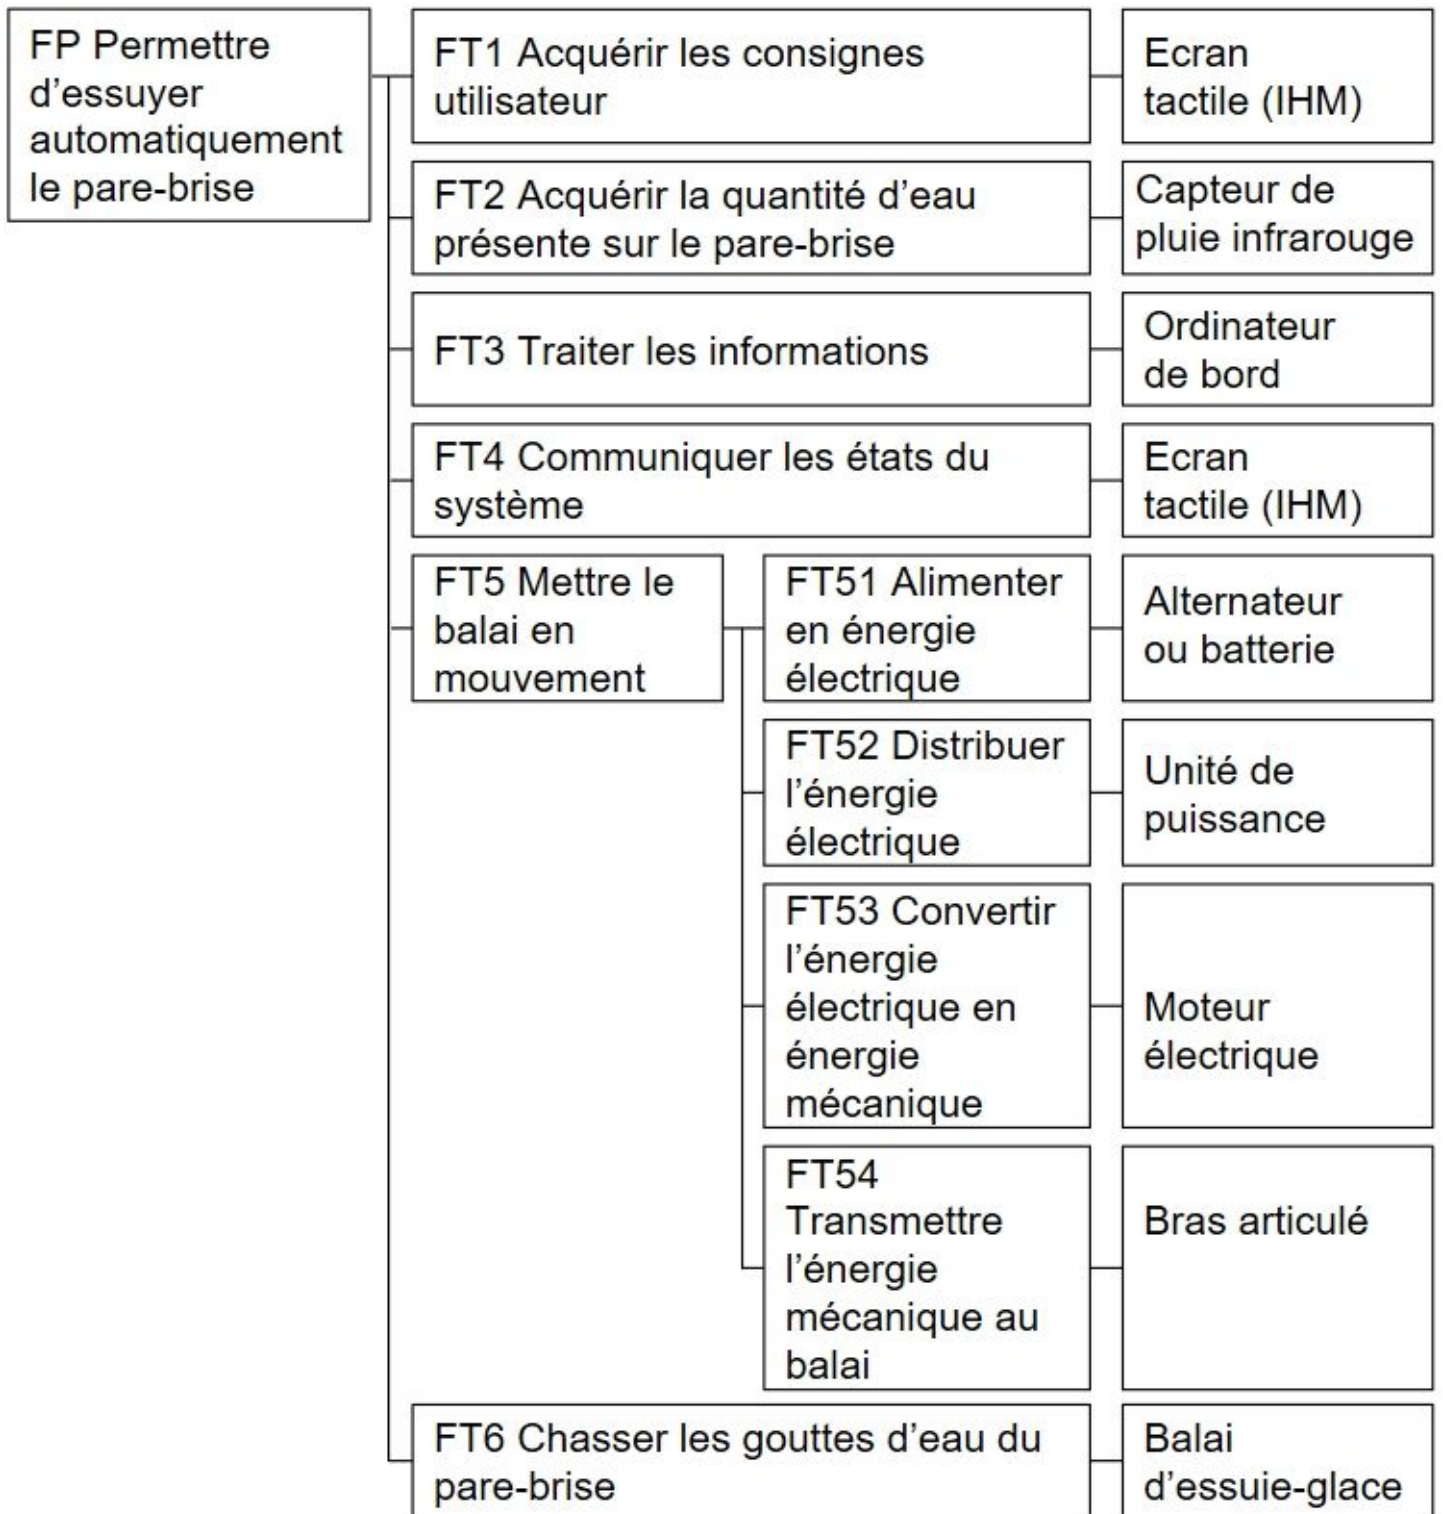 FP Permettre
d'essuyer
automatiquement
le pare-brise
FT1 Acquérir les consignes
utilisateur
Ecran
tactile (IHM)
FT2 Acquérir la quantité d'eau
présente sur le pare-brise
Capteur de
pluie infrarouge
FT3 Traiter les informations
Ordinateur
de bord
FT4 Communiquer les états du
système
Ecran
tactile (IHM)
FT5 Mettre le
balai en
mouvement
FT51 Alimenter
en énergie
électrique
Alternateur
ou batterie
FT52 Distribuer
l'énergie
électrique
Unité de
puissance
FT53 Convertir
l'énergie
électrique en
énergie
mécanique
Moteur
électrique
FT54
Transmettre
l'énergie
mécanique au
balai
Bras articulé
FT6 Chasser les gouttes d'eau du
pare-brise
Balai
d'essuie-glace